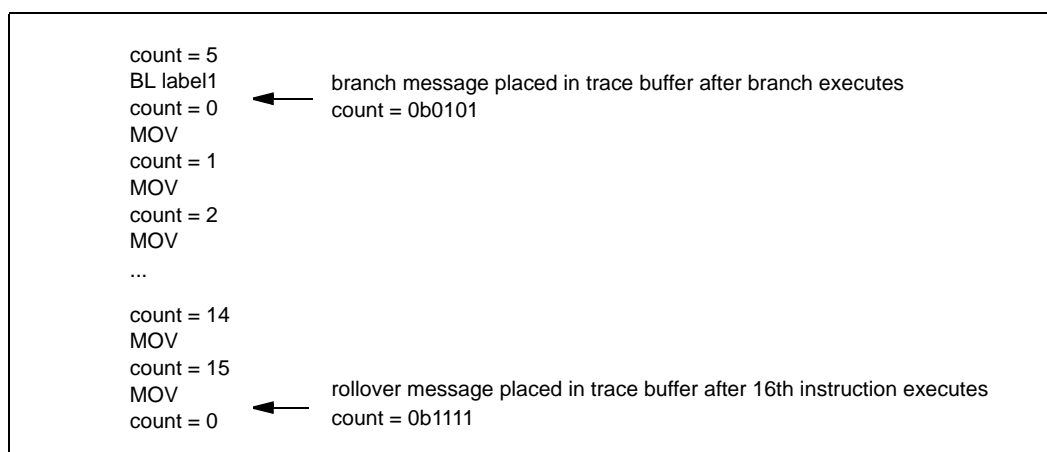 count = 5
BL label1
branch message placed in trace buffer after branch executes
count = 0
count = 0b0101
MOV
count = 1
MOV
count = 2
MOV
...
count = 14
MOV
count = 15
MOV
rollover message placed in trace buffer after 16th instruction executes
count = 0
count = 0b1111